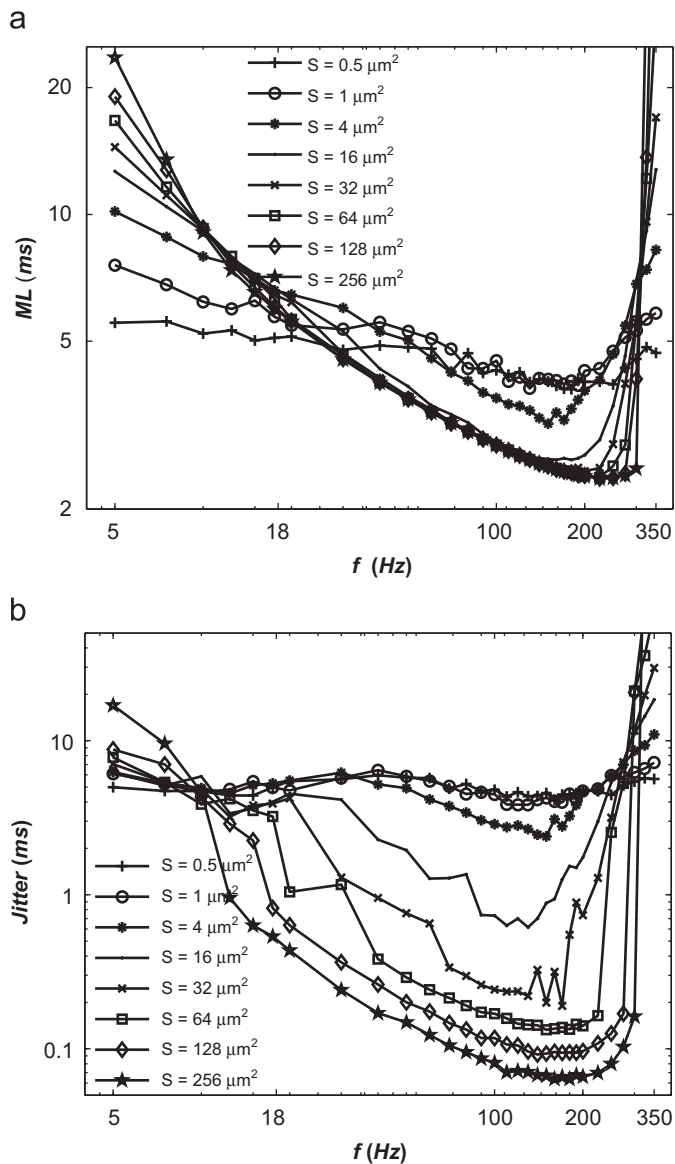 a
20
10
5
2
ML (ms)
S = 0.5 μm²
S = 1 μm²
S = 4 μm²
S = 16 μm²
S = 32 μm²
S = 64 μm²
S = 128 μm²
S = 256 μm²
5 18 100 200 350
f (Hz)
b
10
1
0.1
Jitter (ms)
S = 0.5 μm²
S = 1 μm²
S = 4 μm²
S = 16 μm²
S = 32 μm²
S = 64 μm²
S = 128 μm²
S = 256 μm²
5 18 100 200 350
f (Hz)